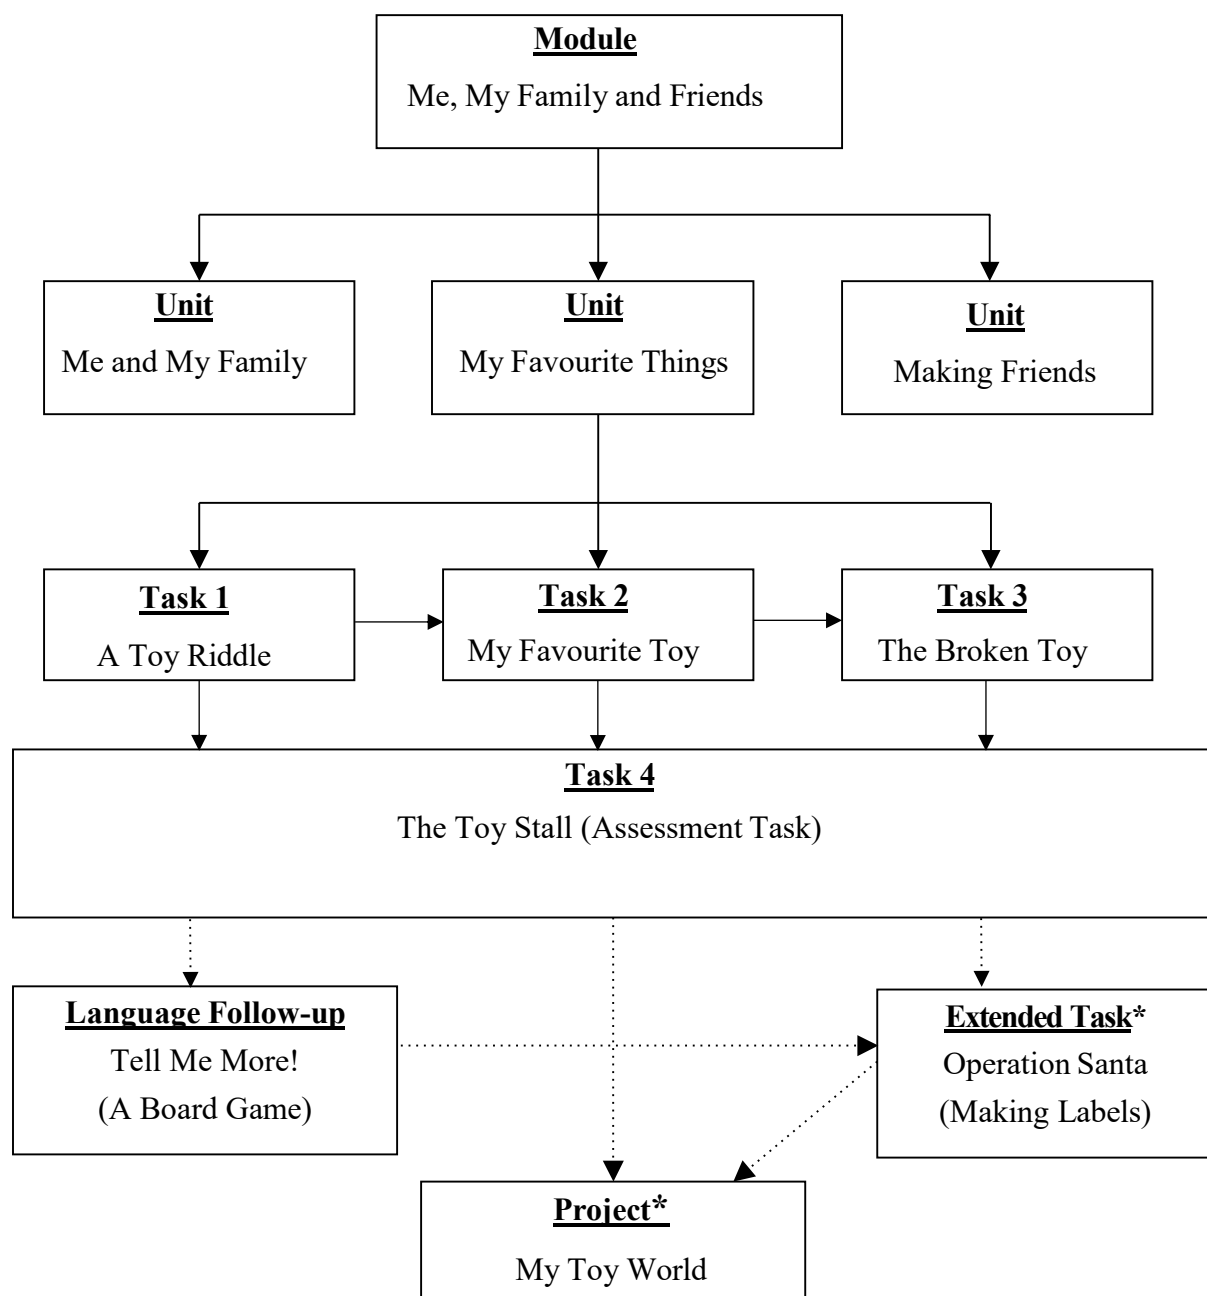 Module
Me, My Family and Friends
Unit
Me and My Family
Unit
My Favourite Things
Unit
Making Friends
Task 1
A Toy Riddle
Task 2
My Favourite Toy
Task 3
The Broken Toy
Task 4
The Toy Stall (Assessment Task)
Language Follow-up
Tell Me More!
(A Board Game)
Extended Task*
Operation Santa
(Making Labels)
Project*
My Toy World